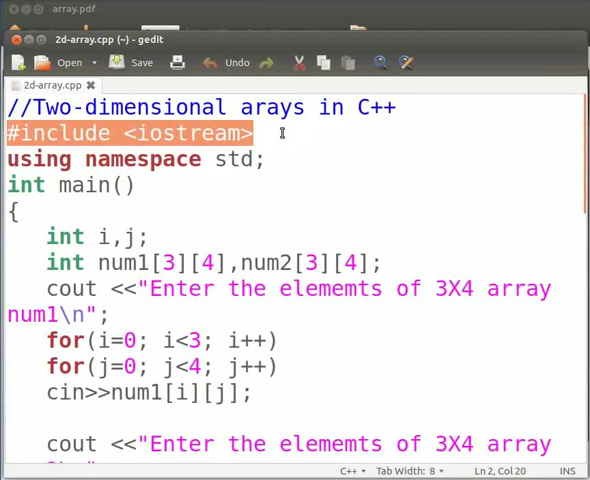 array.pdf
2d-array.cpp (~) - gedit
Open Save Undo
2d-array.cpp
//Two-dimensional arays in C++
#include <iostream>
using namespace std;
int main()
{
int i,j;
int num1[3][4],num2[3][4];
cout <<"Enter the elememts of 3X4 array
num1\n";
for(i=0; i<3; i++)
for(j=0; j<4; j++)
cin>>num1[i][j];
cout <<"Enter the elememts of 3X4 array
C++ Tab Width: 8 Ln 2, Col 20 INS